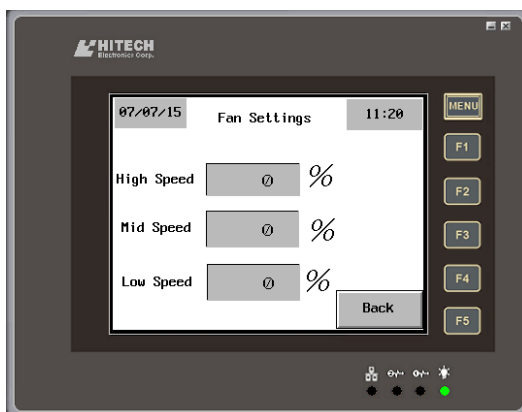 HITECH
Electronics Corp.
07/07/15 Fan Settings 11:20
MENU
F1
High Speed 0 %
F2
Mid Speed 0 %
F3
Low Speed 0 %
F4
Back
F5